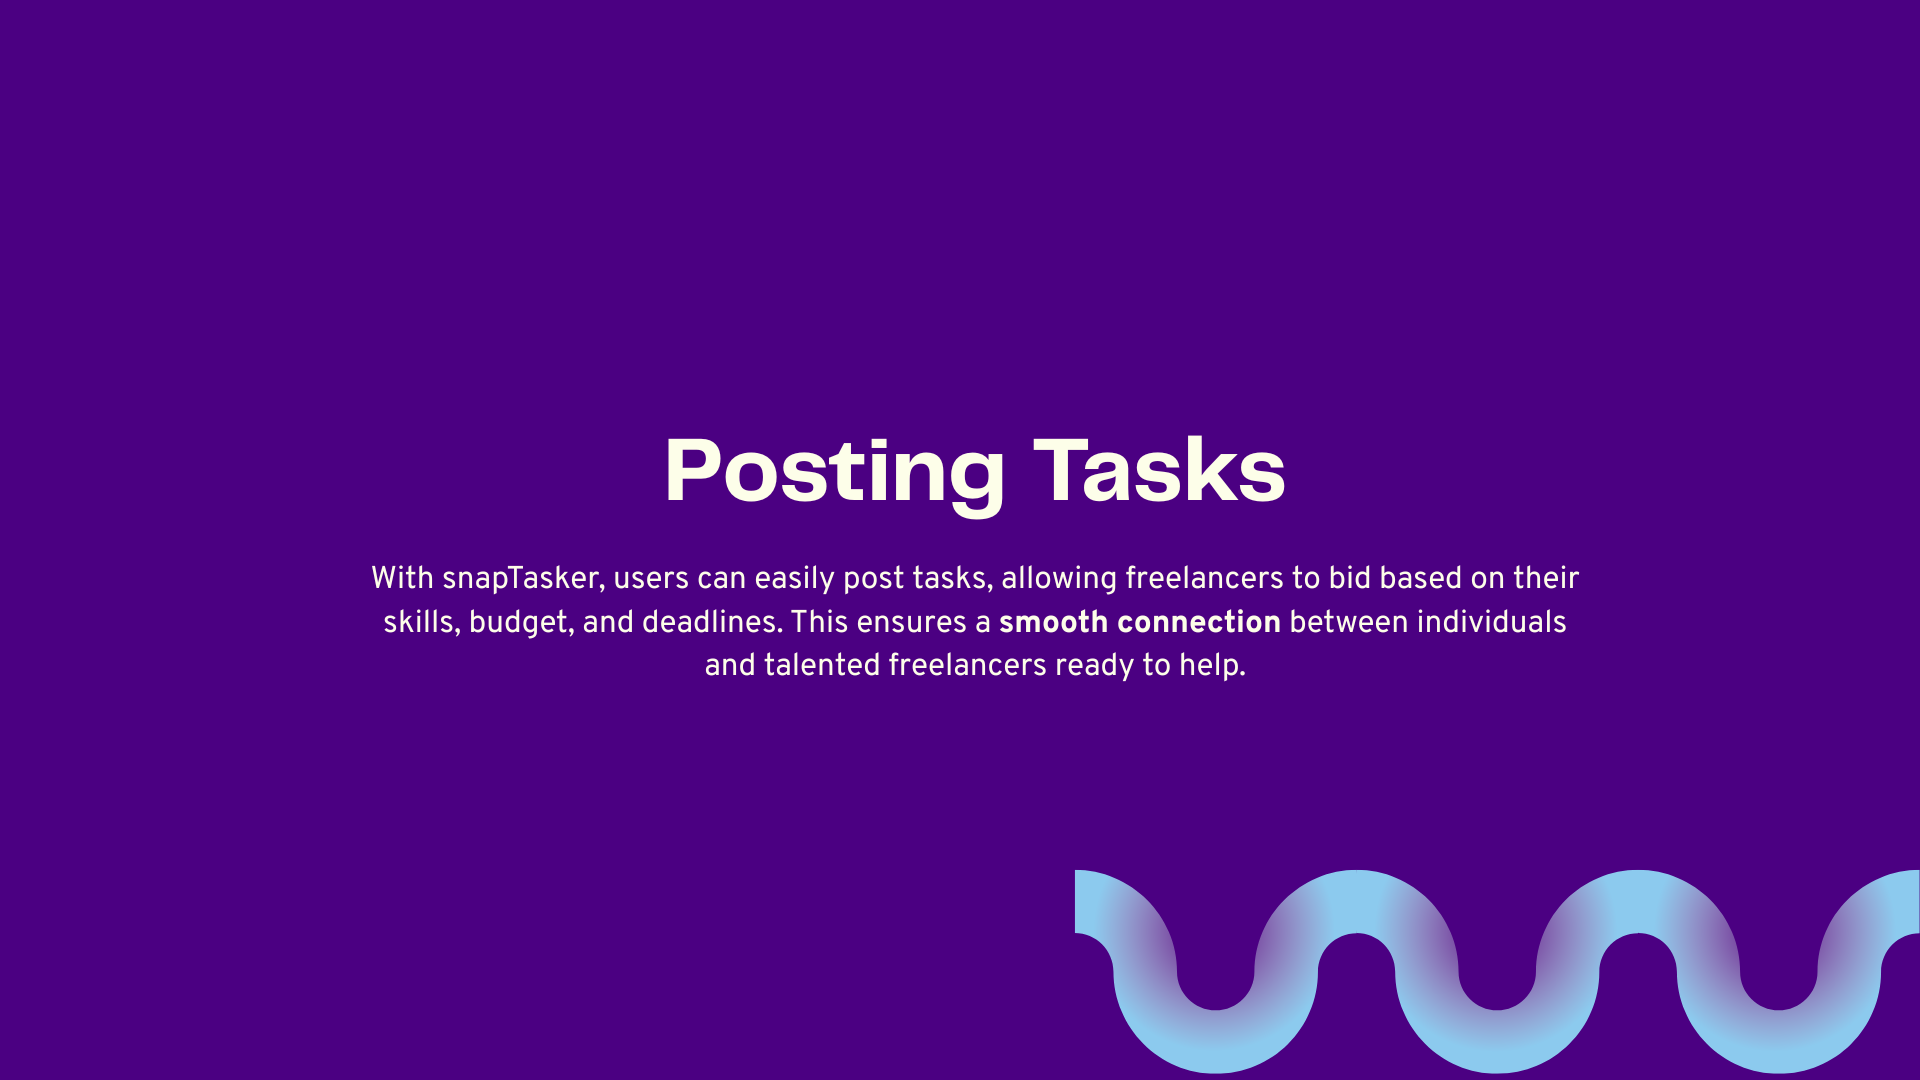 Posting Tasks
With snapTasker, users can easily post tasks, allowing freelancers to bid based on their
skills, budget, and deadlines. This ensures a smooth connection between individuals
and talented freelancers ready to help.